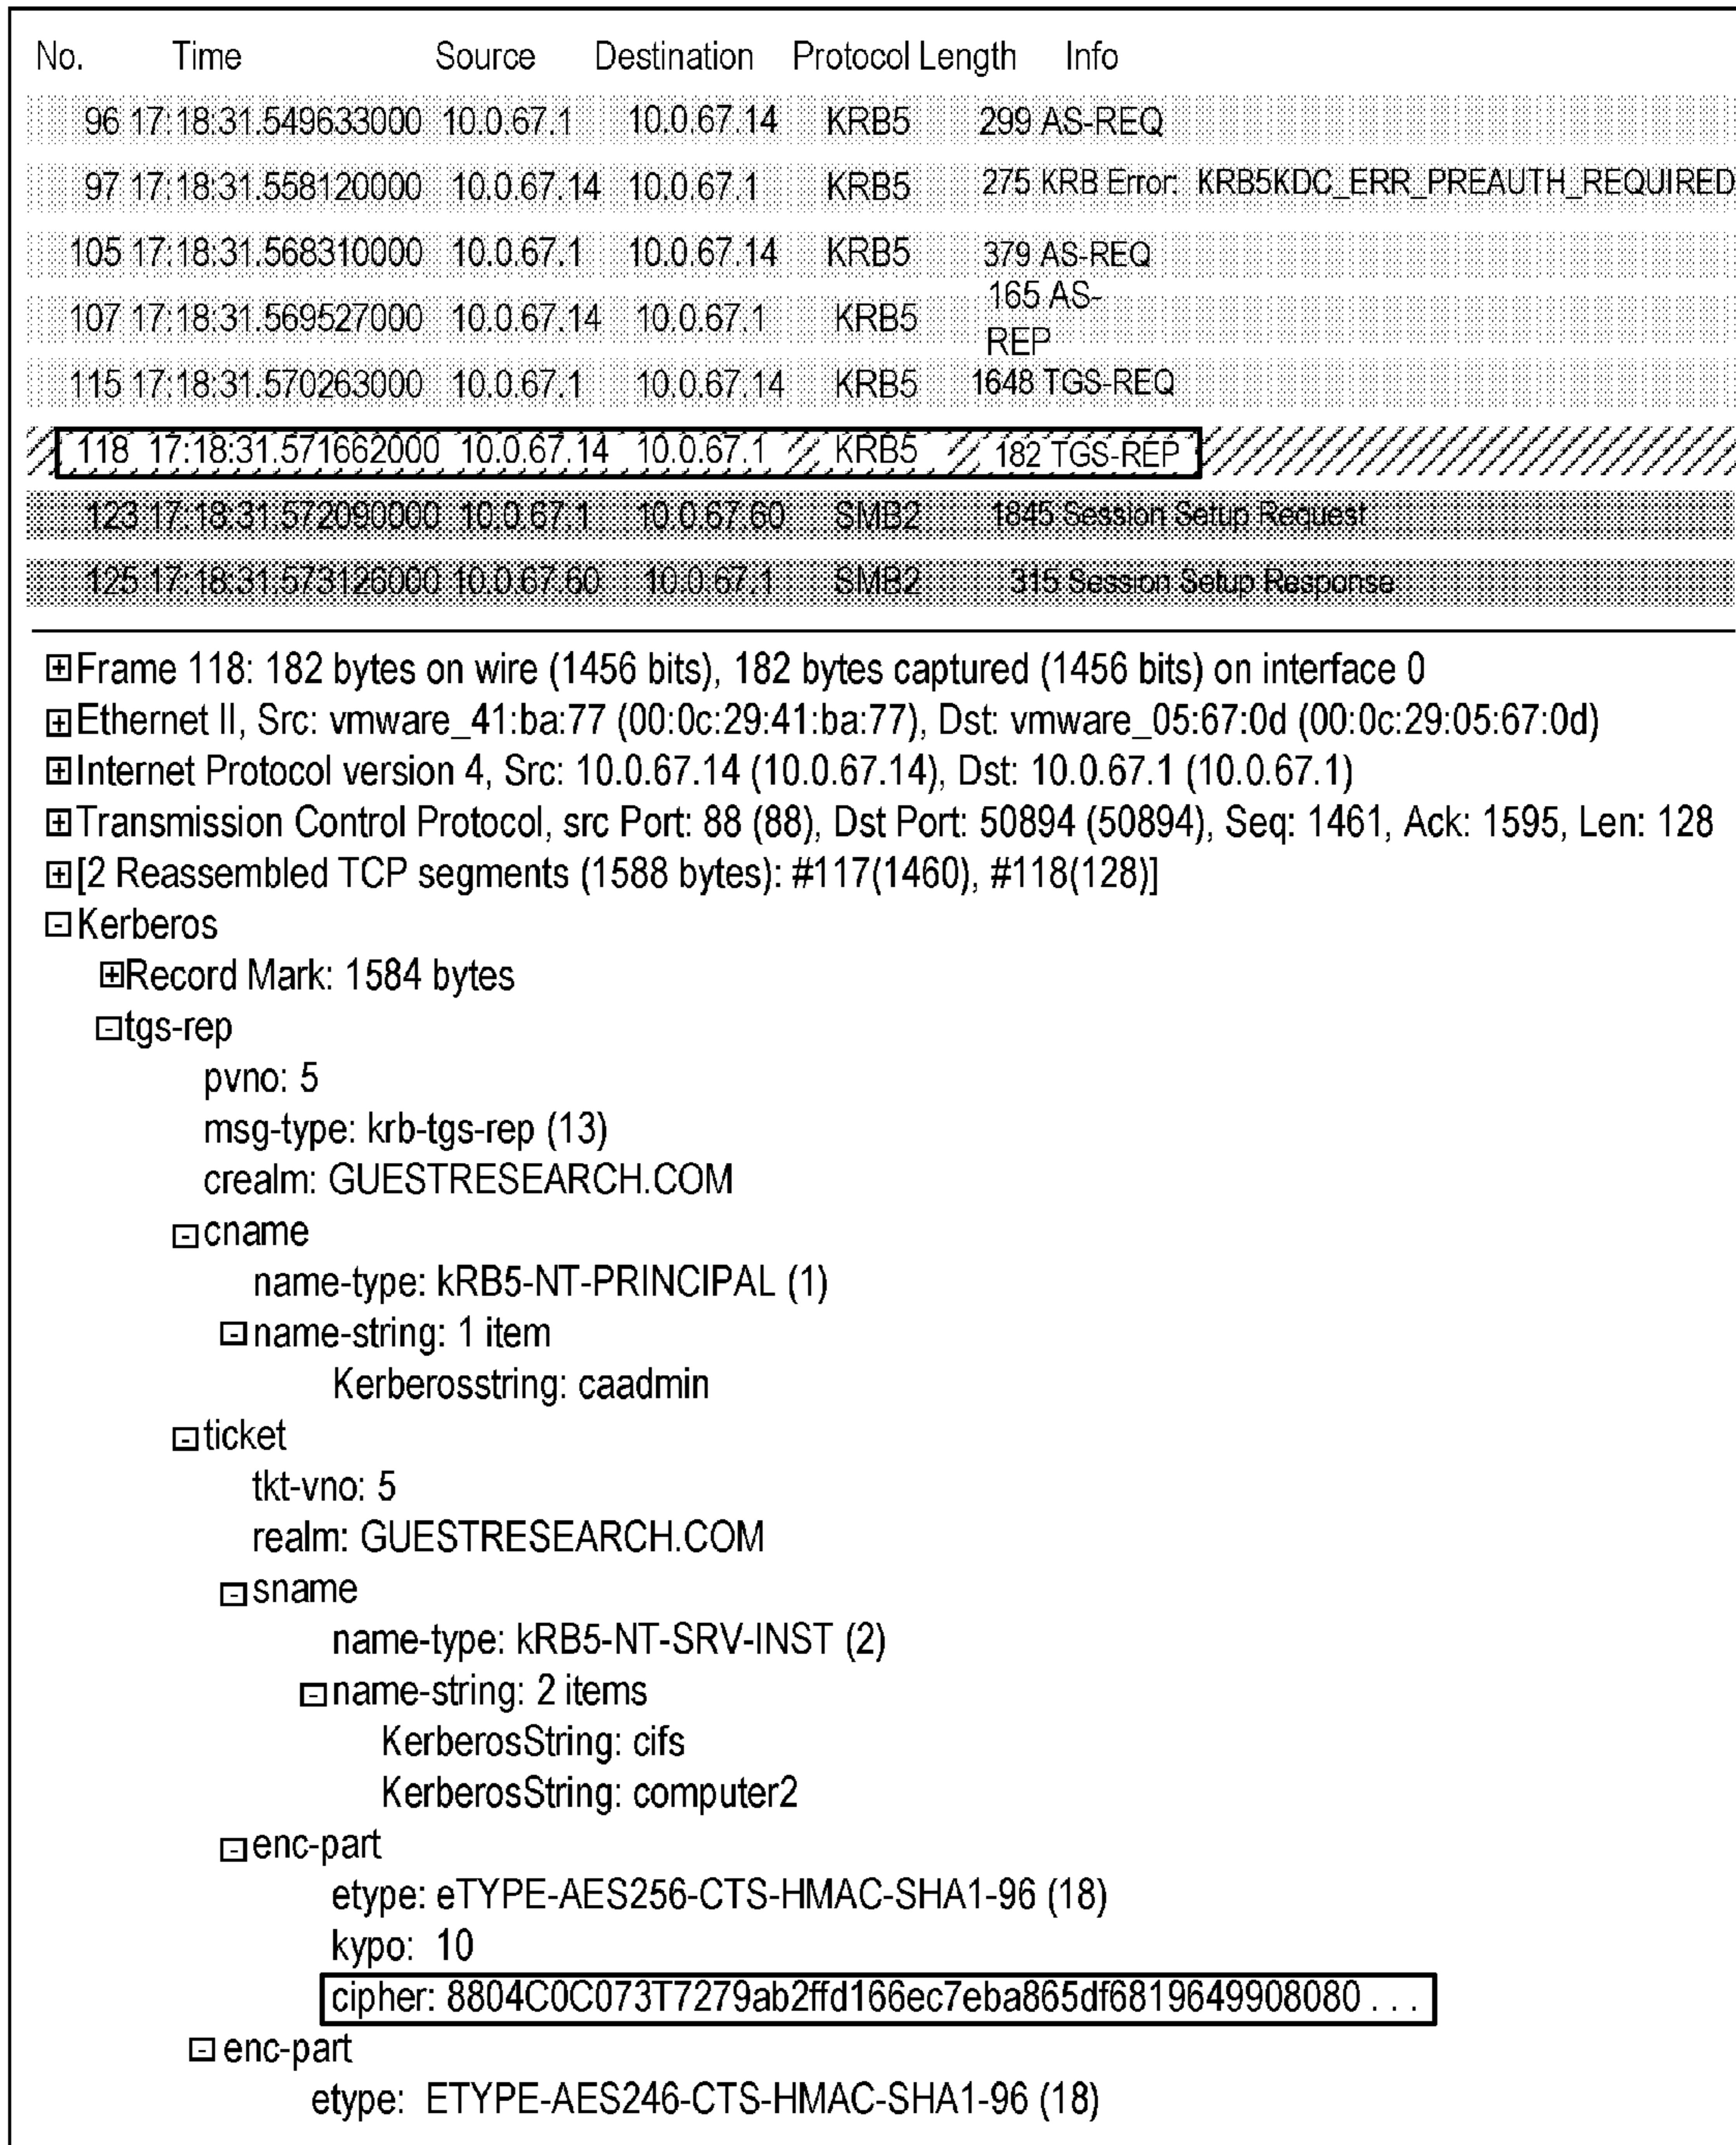 No. Time Source Destination Protocol Length Info
96 17:18:31.549633000 10.0.67.1 10.0.67.14 KRB5 299 AS-REQ
97 17:18:31.558120000 10.0.67.14 10.0.67.1 KRB5 275 KRB Error: KRB5KDC_ERR_PREAUTH_REQUIRED
105 17:18:31.568310000 10.0.67.1 10.0.67.14 KRB5 379 AS-REQ
107 17:18:31.569527000 10.0.67.14 10.0.67.1 KRB5 165 AS-
REP
115 17:18:31.570263000 10.0.67.1 10.0.67.14 KRB5 1648 TGS-REQ
118 17:18:31.571662000 10.0.67.14 10.0.67.1 KRB5 182 TGS-REP
123 17:18:31.572090000 10.0.67.1 10.0.67.60 SMB2 1845 Session Setup Request
125 17:18:31.573126000 10.0.67.60 10.0.67.1 SMB2 315 Session Setup Response
Frame 118: 182 bytes on wire (1456 bits), 182 bytes captured (1456 bits) on interface 0
Ethernet II, Src: vmware_41:ba:77 (00:0c:29:41:ba:77), Dst: vmware_05:67:0d (00:0c:29:05:67:0d)
Internet Protocol version 4, Src: 10.0.67.14 (10.0.67.14), Dst: 10.0.67.1 (10.0.67.1)
Transmission Control Protocol, src Port: 88 (88), Dst Port: 50894 (50894), Seq: 1461, Ack: 1595, Len: 128
[2 Reassembled TCP segments (1588 bytes): #117(1460), #118(128)]
Kerberos
Record Mark: 1584 bytes
tgs-rep
pvno: 5
msg-type: krb-tgs-rep (13)
crealm: GUESTRESEARCH.COM
cname
name-type: kRB5-NT-PRINCIPAL (1)
name-string: 1 item
Kerberosstring: caadmin
ticket
tkt-vno: 5
realm: GUESTRESEARCH.COM
sname
name-type: kRB5-NT-SRV-INST (2)
name-string: 2 items
KerberosString: cifs
KerberosString: computer2
enc-part
etype: eTYPE-AES256-CTS-HMAC-SHA1-96 (18)
kypo: 10
cipher: 8804C0C073T7279ab2ffd166ec7eba865df6819649908080 . . .
enc-part
etype: ETYPE-AES246-CTS-HMAC-SHA1-96 (18)